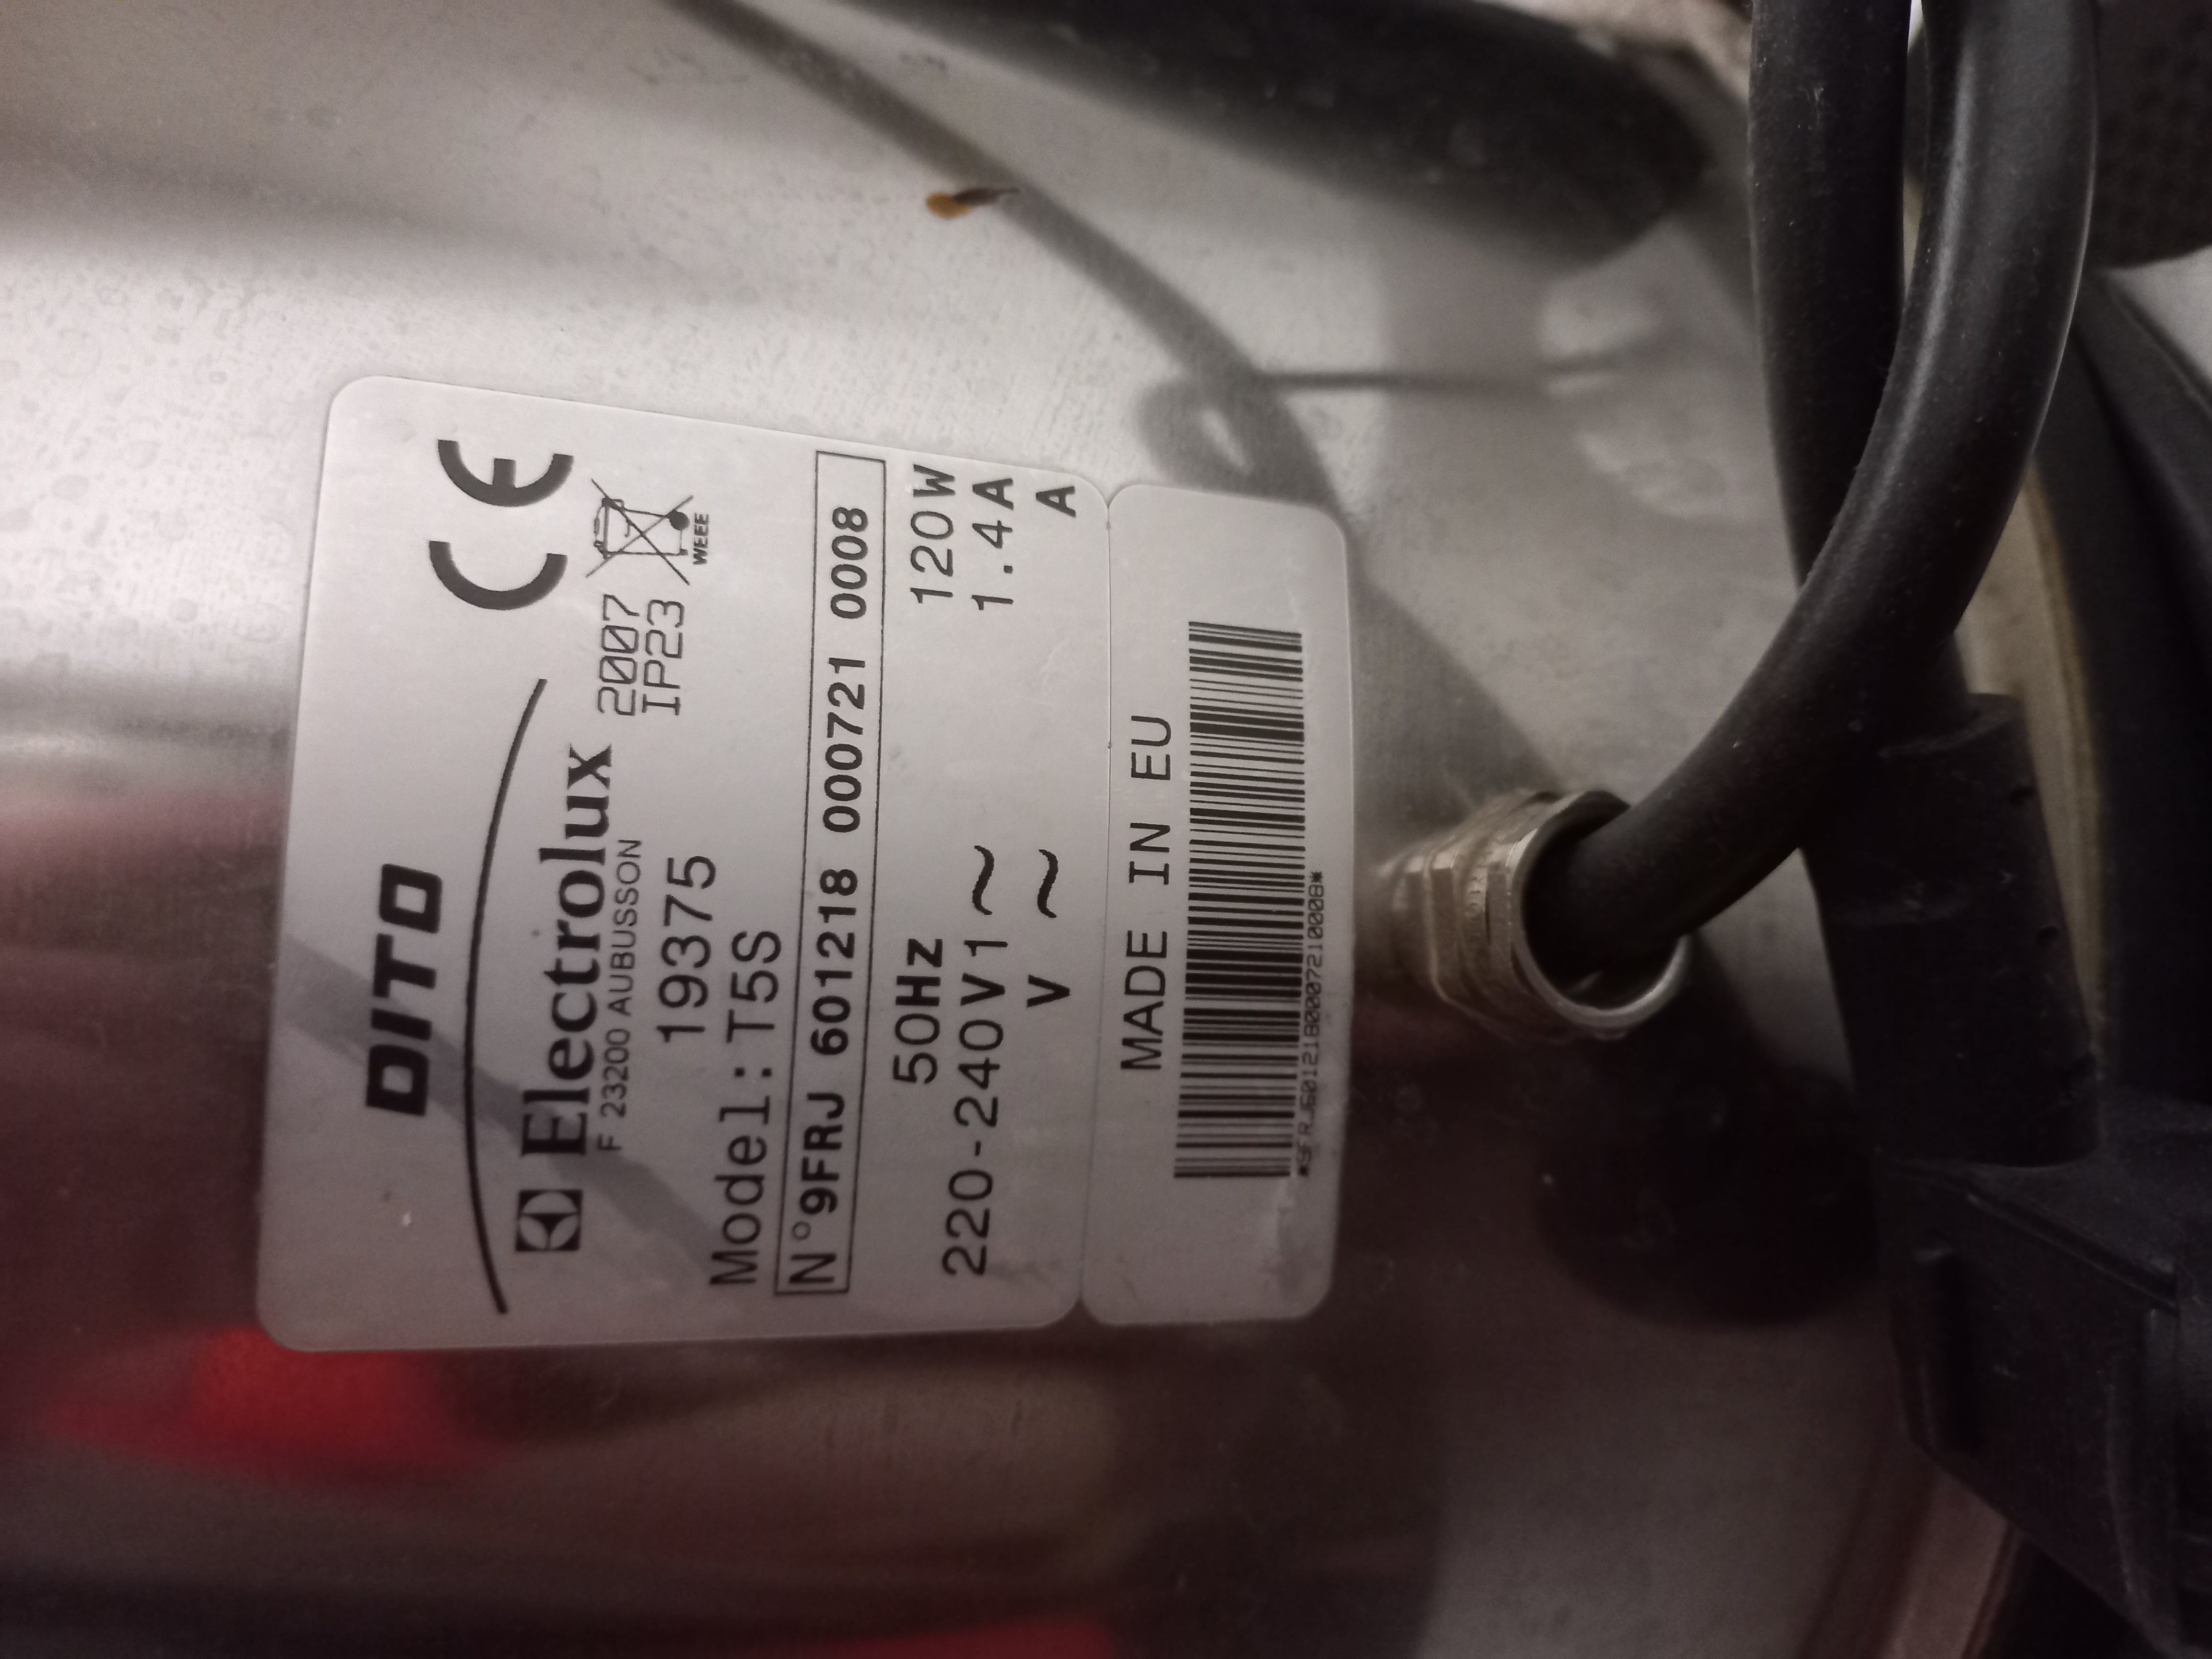 DITO
Electrolux
F 23200 AUBUSSON
2007
IP23
WEEE
19375
Model:T5S
N°9FRJ 601218 000721 0008
50Hz 120W
220-240V1~ 1.4A
V ~ A
MADE IN EU
*9FRJ6012180007210008*